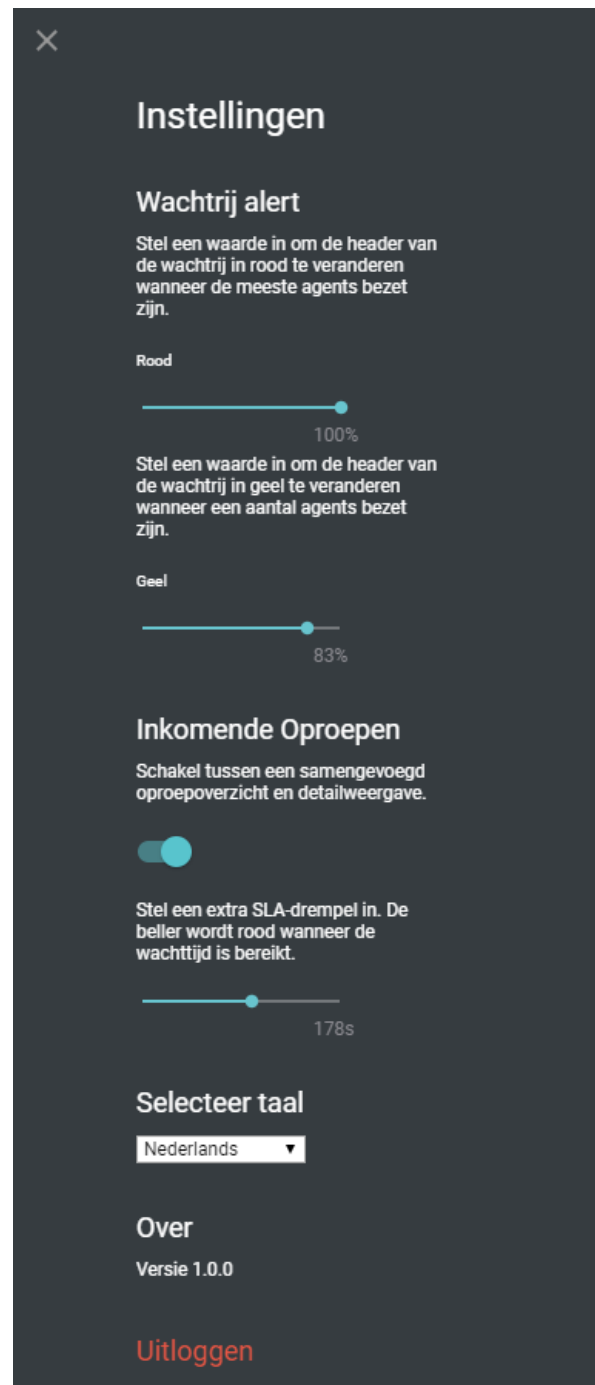 Instellingen
Wachtrij alert
Stel een waarde in om de header van
de wachtrij in rood te veranderen
wanneer de meeste agents bezet
zijn.
Rood
100%
Stel een waarde in om de header van
de wachtrij in geel te veranderen
wanneer een aantal agents bezet
zijn.
Geel
83%
Inkomende Oproepen
Schakel tussen een samengevoegd
oproepoverzicht en detailweergave.
Stel een extra SLA-drempel in. De
beller wordt rood wanneer de
wachttijd is bereikt.
178s
Selecteer taal
Nederlands
Over
Versie 1.0.0
Uitloggen